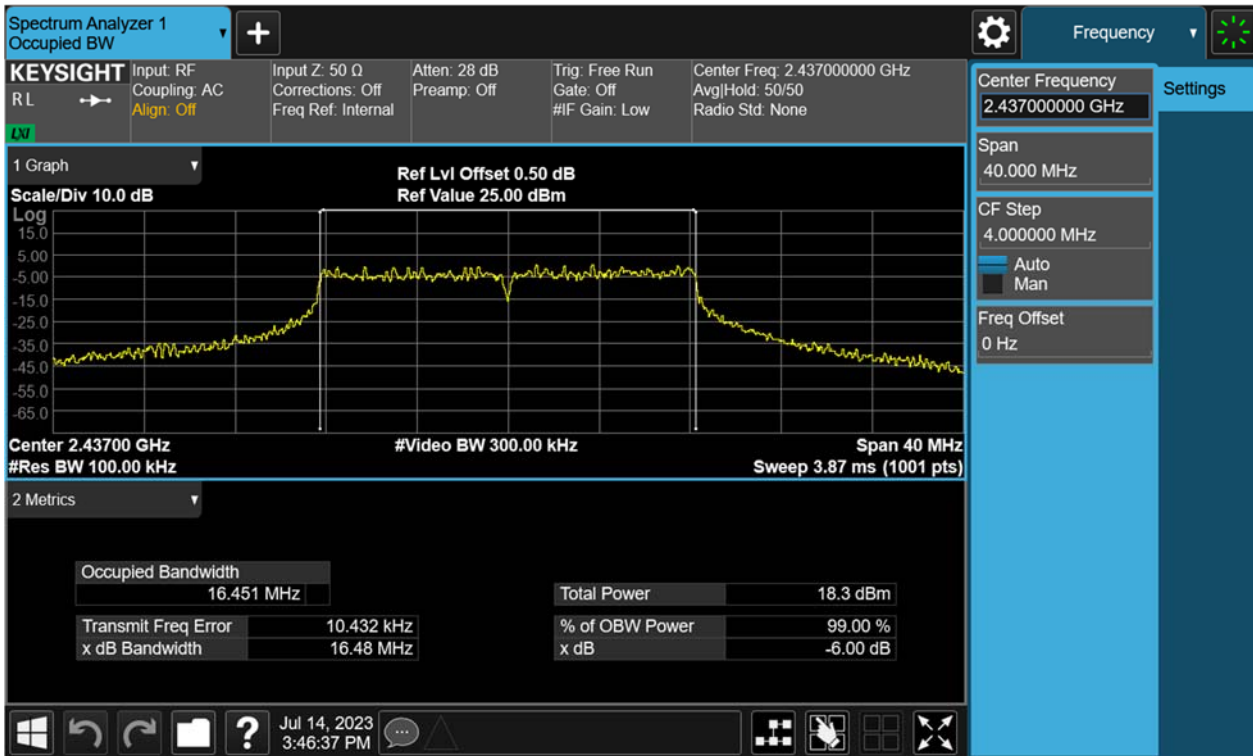 Spectrum Analyzer 1
Occupied BW
+
Frequency
KEYSIGHT
R L
LXI
Input: RF
Coupling: AC
Align: Off
Input Z: 50 Ω
Corrections: Off
Freq Ref: Internal
Atten: 28 dB
Preamp: Off
Trig: Free Run
Gate: Off
#IF Gain: Low
Center Freq: 2.437000000 GHz
Avg|Hold: 50/50
Radio Std: None
Center Frequency
2.437000000 GHz
Settings
Span
40.000 MHz
CF Step
4.000000 MHz
Auto
Man
Freq Offset
0 Hz
1 Graph
Scale/Div 10.0 dB
Ref Lvl Offset 0.50 dB
Ref Value 25.00 dBm
Log
15.0
5.00
-5.00
-15.0
-25.0
-35.0
-45.0
-55.0
-65.0
Center 2.43700 GHz
#Video BW 300.00 kHz
Span 40 MHz
#Res BW 100.00 kHz
Sweep 3.87 ms (1001 pts)
2 Metrics
Occupied Bandwidth
16.451 MHz
Total Power 18.3 dBm
Transmit Freq Error 10.432 kHz
% of OBW Power 99.00 %
x dB Bandwidth 16.48 MHz
x dB -6.00 dB
?
Jul 14, 2023
3:46:37 PM